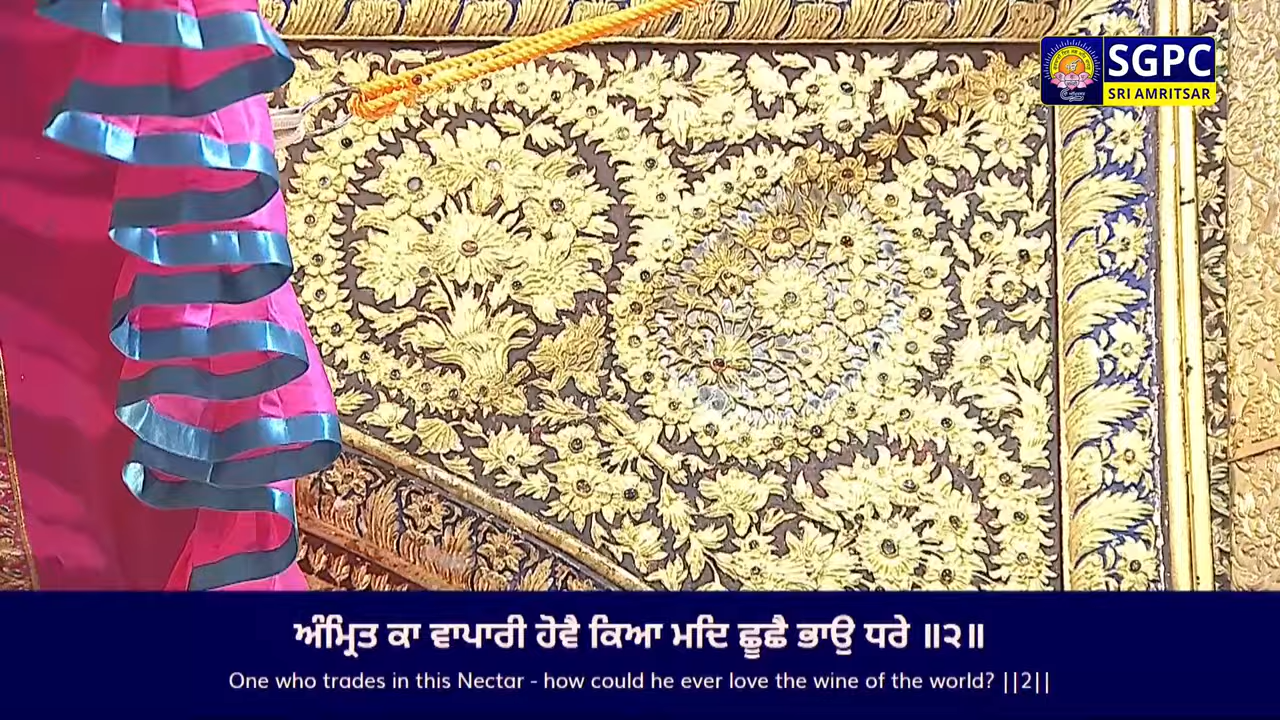 SGPC
SRI AMRITSAR
ਅੰਮ੍ਰਿਤ ਕਾ ਵਾਪਾਰੀ ਹੋਵੈ ਕਿਆ ਮਦਿ ਛੂਛੈ ਭਾਉ ਧਰੇ ॥੨॥
One who trades in this Nectar - how could he ever love the wine of the world? ||2||